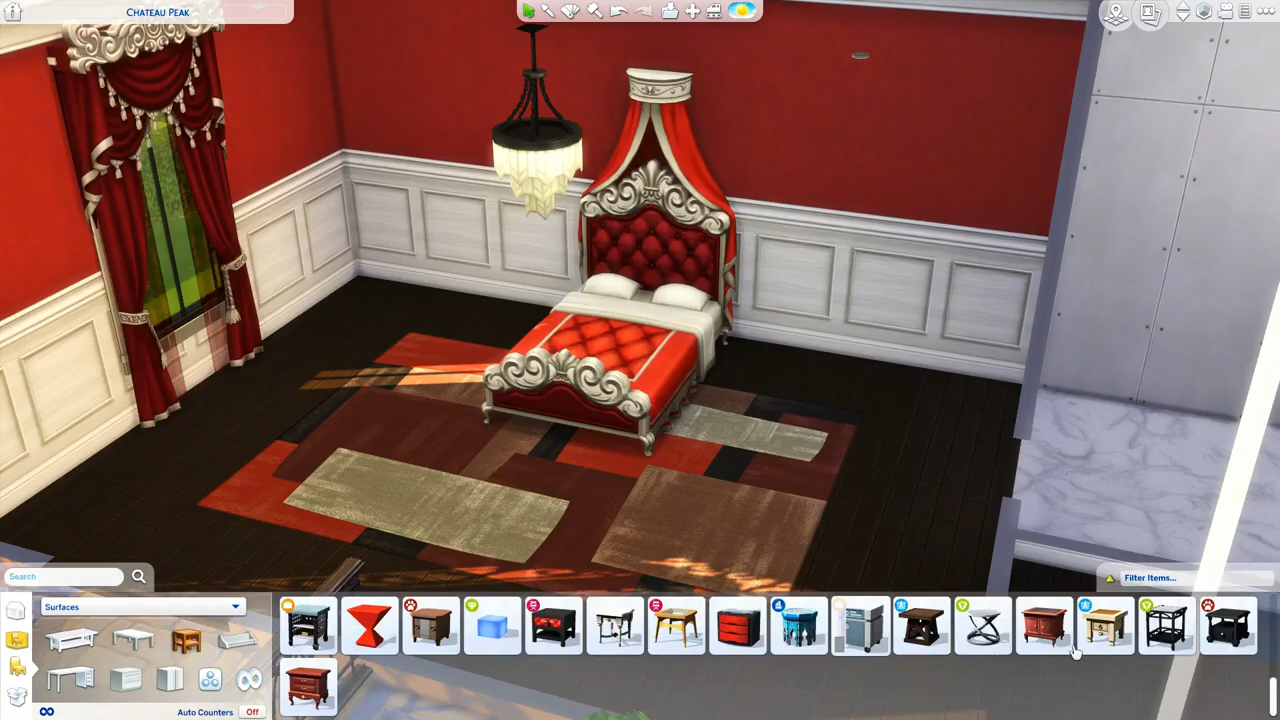 CHATEAU PEAK
Search
Filter Items...
Surfaces
Auto Counters Off